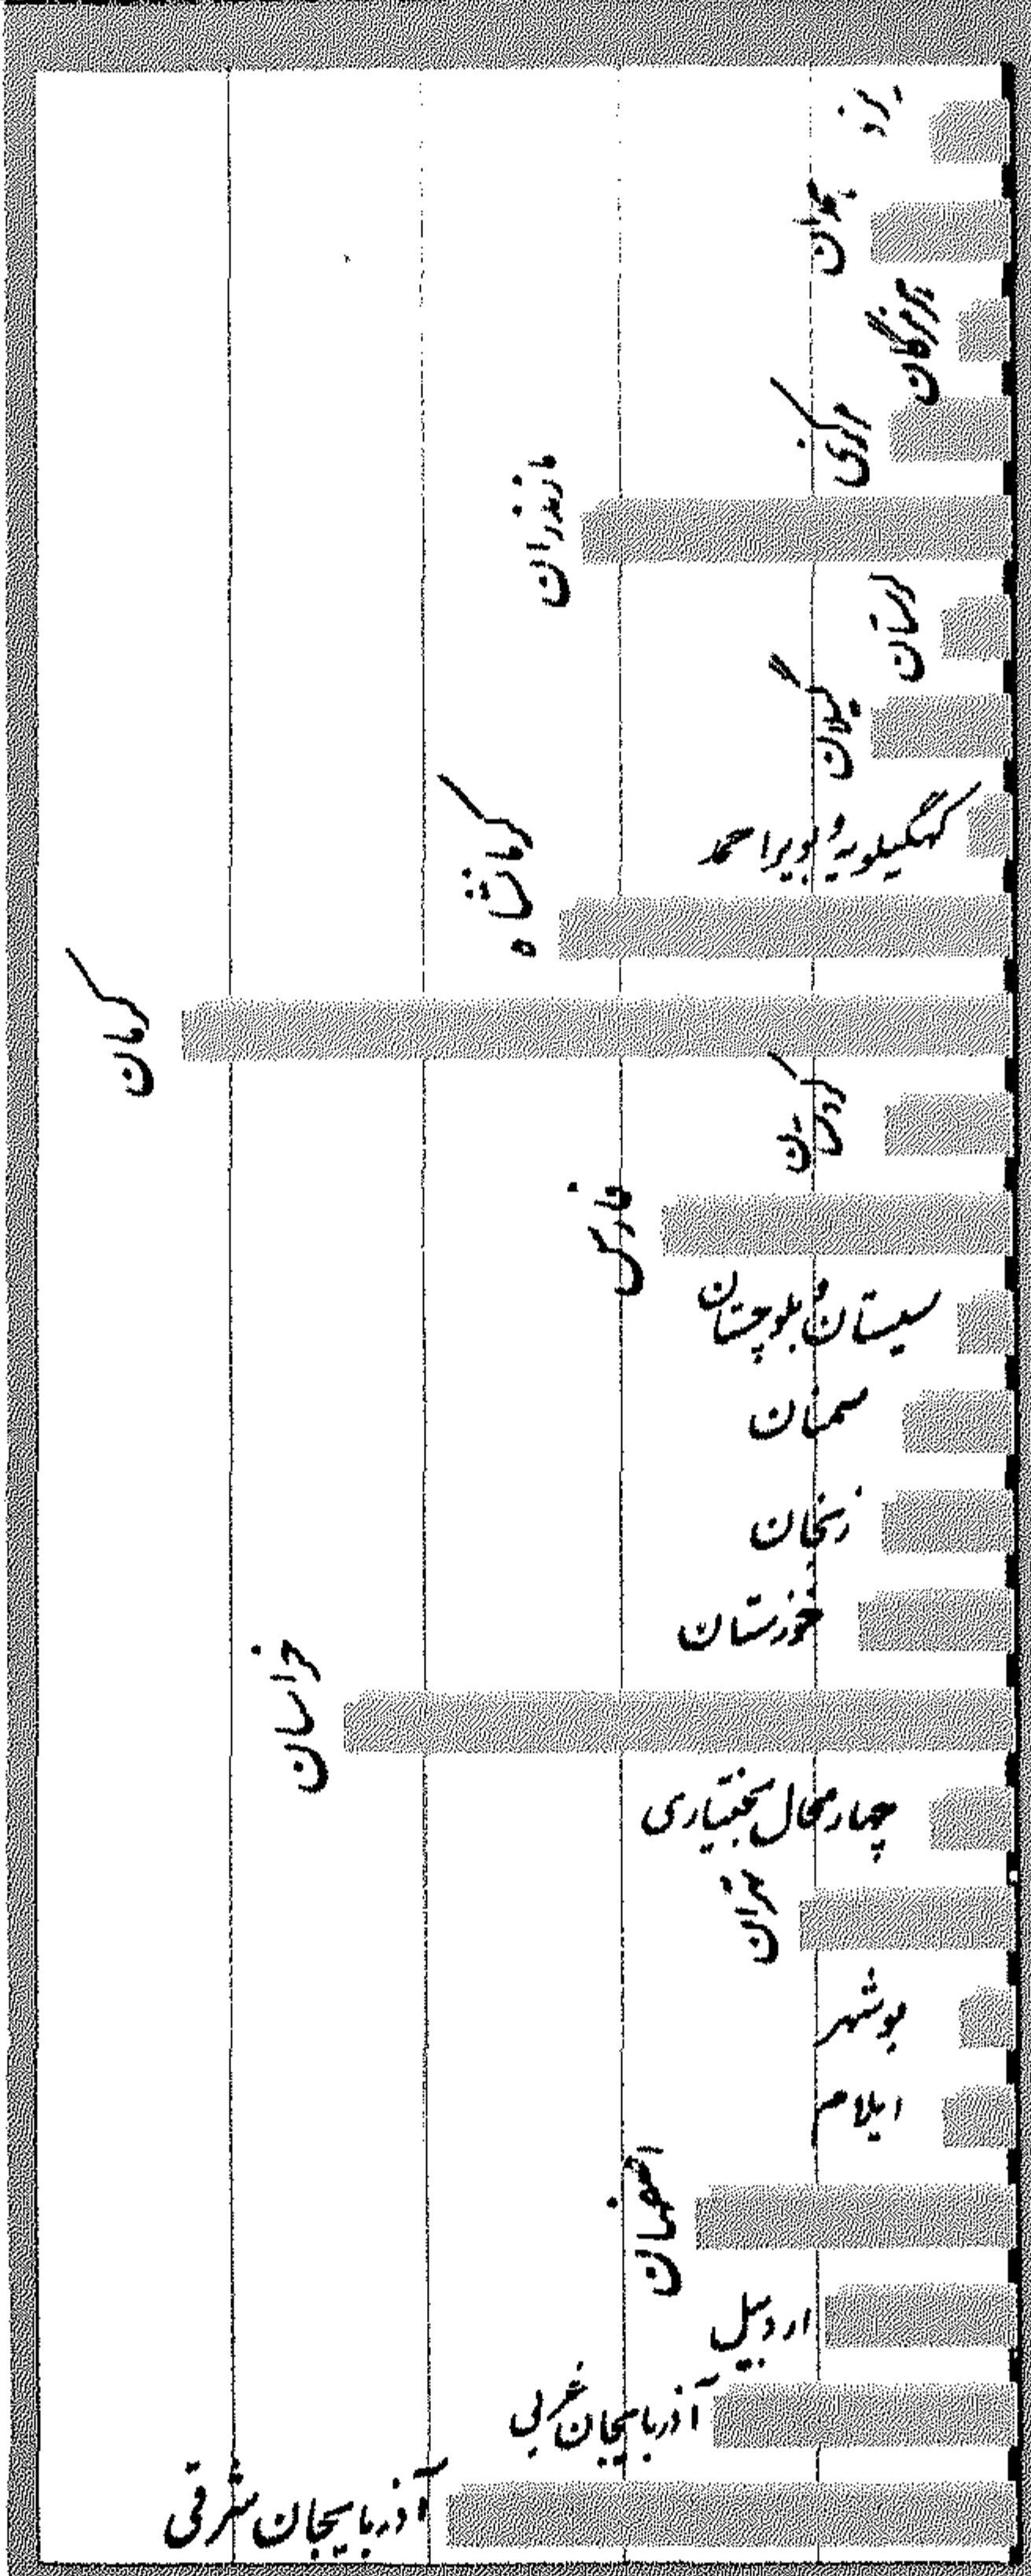 یزد
همدان
هرمزگان
مرکزی
مازندران
لرستان
گیلان
کهگیلویه و بویراحمد
کرمانشاه
کرمان
کردستان
فارس
سیستان و بلوچستان
سمنان
زنجان
خوزستان
خراسان
چهارمحال بختیاری
تهران
بوشهر
ایلام
اصفهان
اردبیل
آذربایجان غربی
آذربایجان شرقی